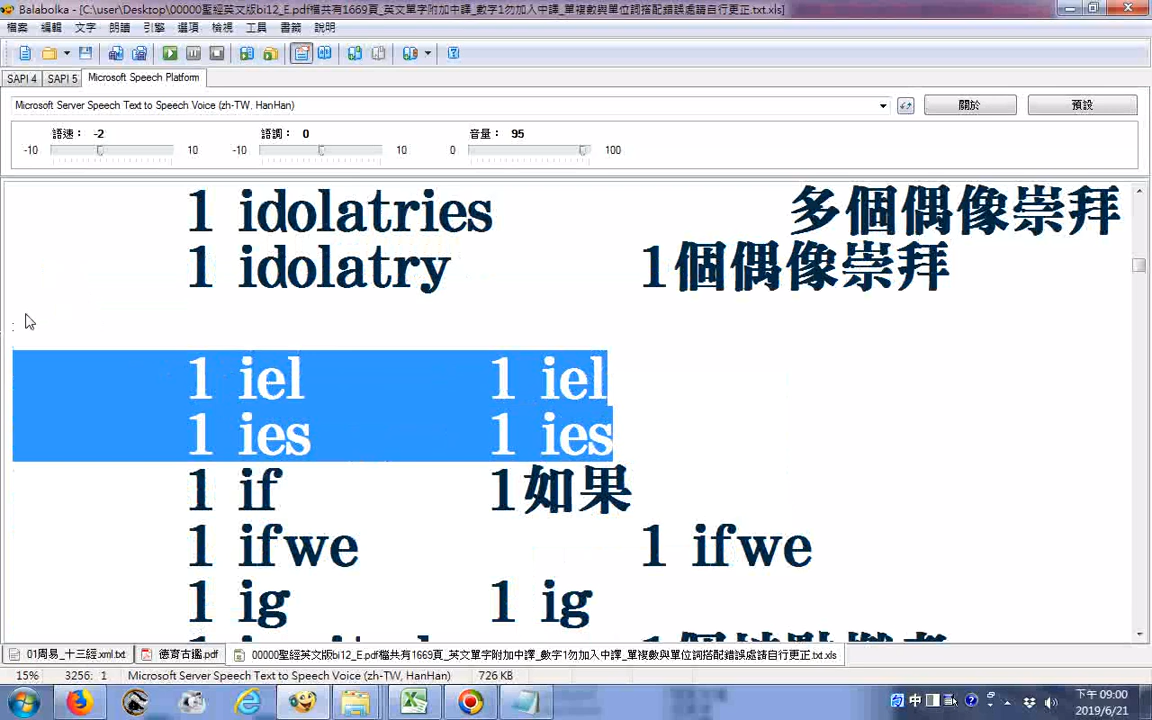 Balabolka - [C:\user\Desktop\00000聖經英文版bi12_E.pdf檔共有1669頁_英文單字附加中譯_數字1勿加入中譯_單複數與單位詞搭配錯誤處請自行更正.txt.xls]
檔案 編輯 文字 朗讀 引擎 選項 檢視 工具 書籤 說明
SAPI 4 SAPI 5 Microsoft Speech Platform
Microsoft Server Speech Text to Speech Voice (zh-TW, HanHan) 關於 預設
語速： -2 語調： 0 音量： 95
-10 10 -10 10 0 100
1 idolatries 多個偶像崇拜
1 idolatry 1個偶像崇拜
:
1 iel 1 iel
1 ies 1 ies
1 if 1如果
1 ifwe 1 ifwe
1 ig 1 ig
01周易_十三經.xml.txt 德育古鑑.pdf 00000聖經英文版bi12_E.pdf檔共有1669頁_英文單字附加中譯_數字1勿加入中譯_單複數與單位詞搭配錯誤處請自行更正.txt.xls
15% 3256: 1 Microsoft Server Speech Text to Speech Voice (zh-TW, HanHan) 726 KB
中 下午 09:00
2019/6/21